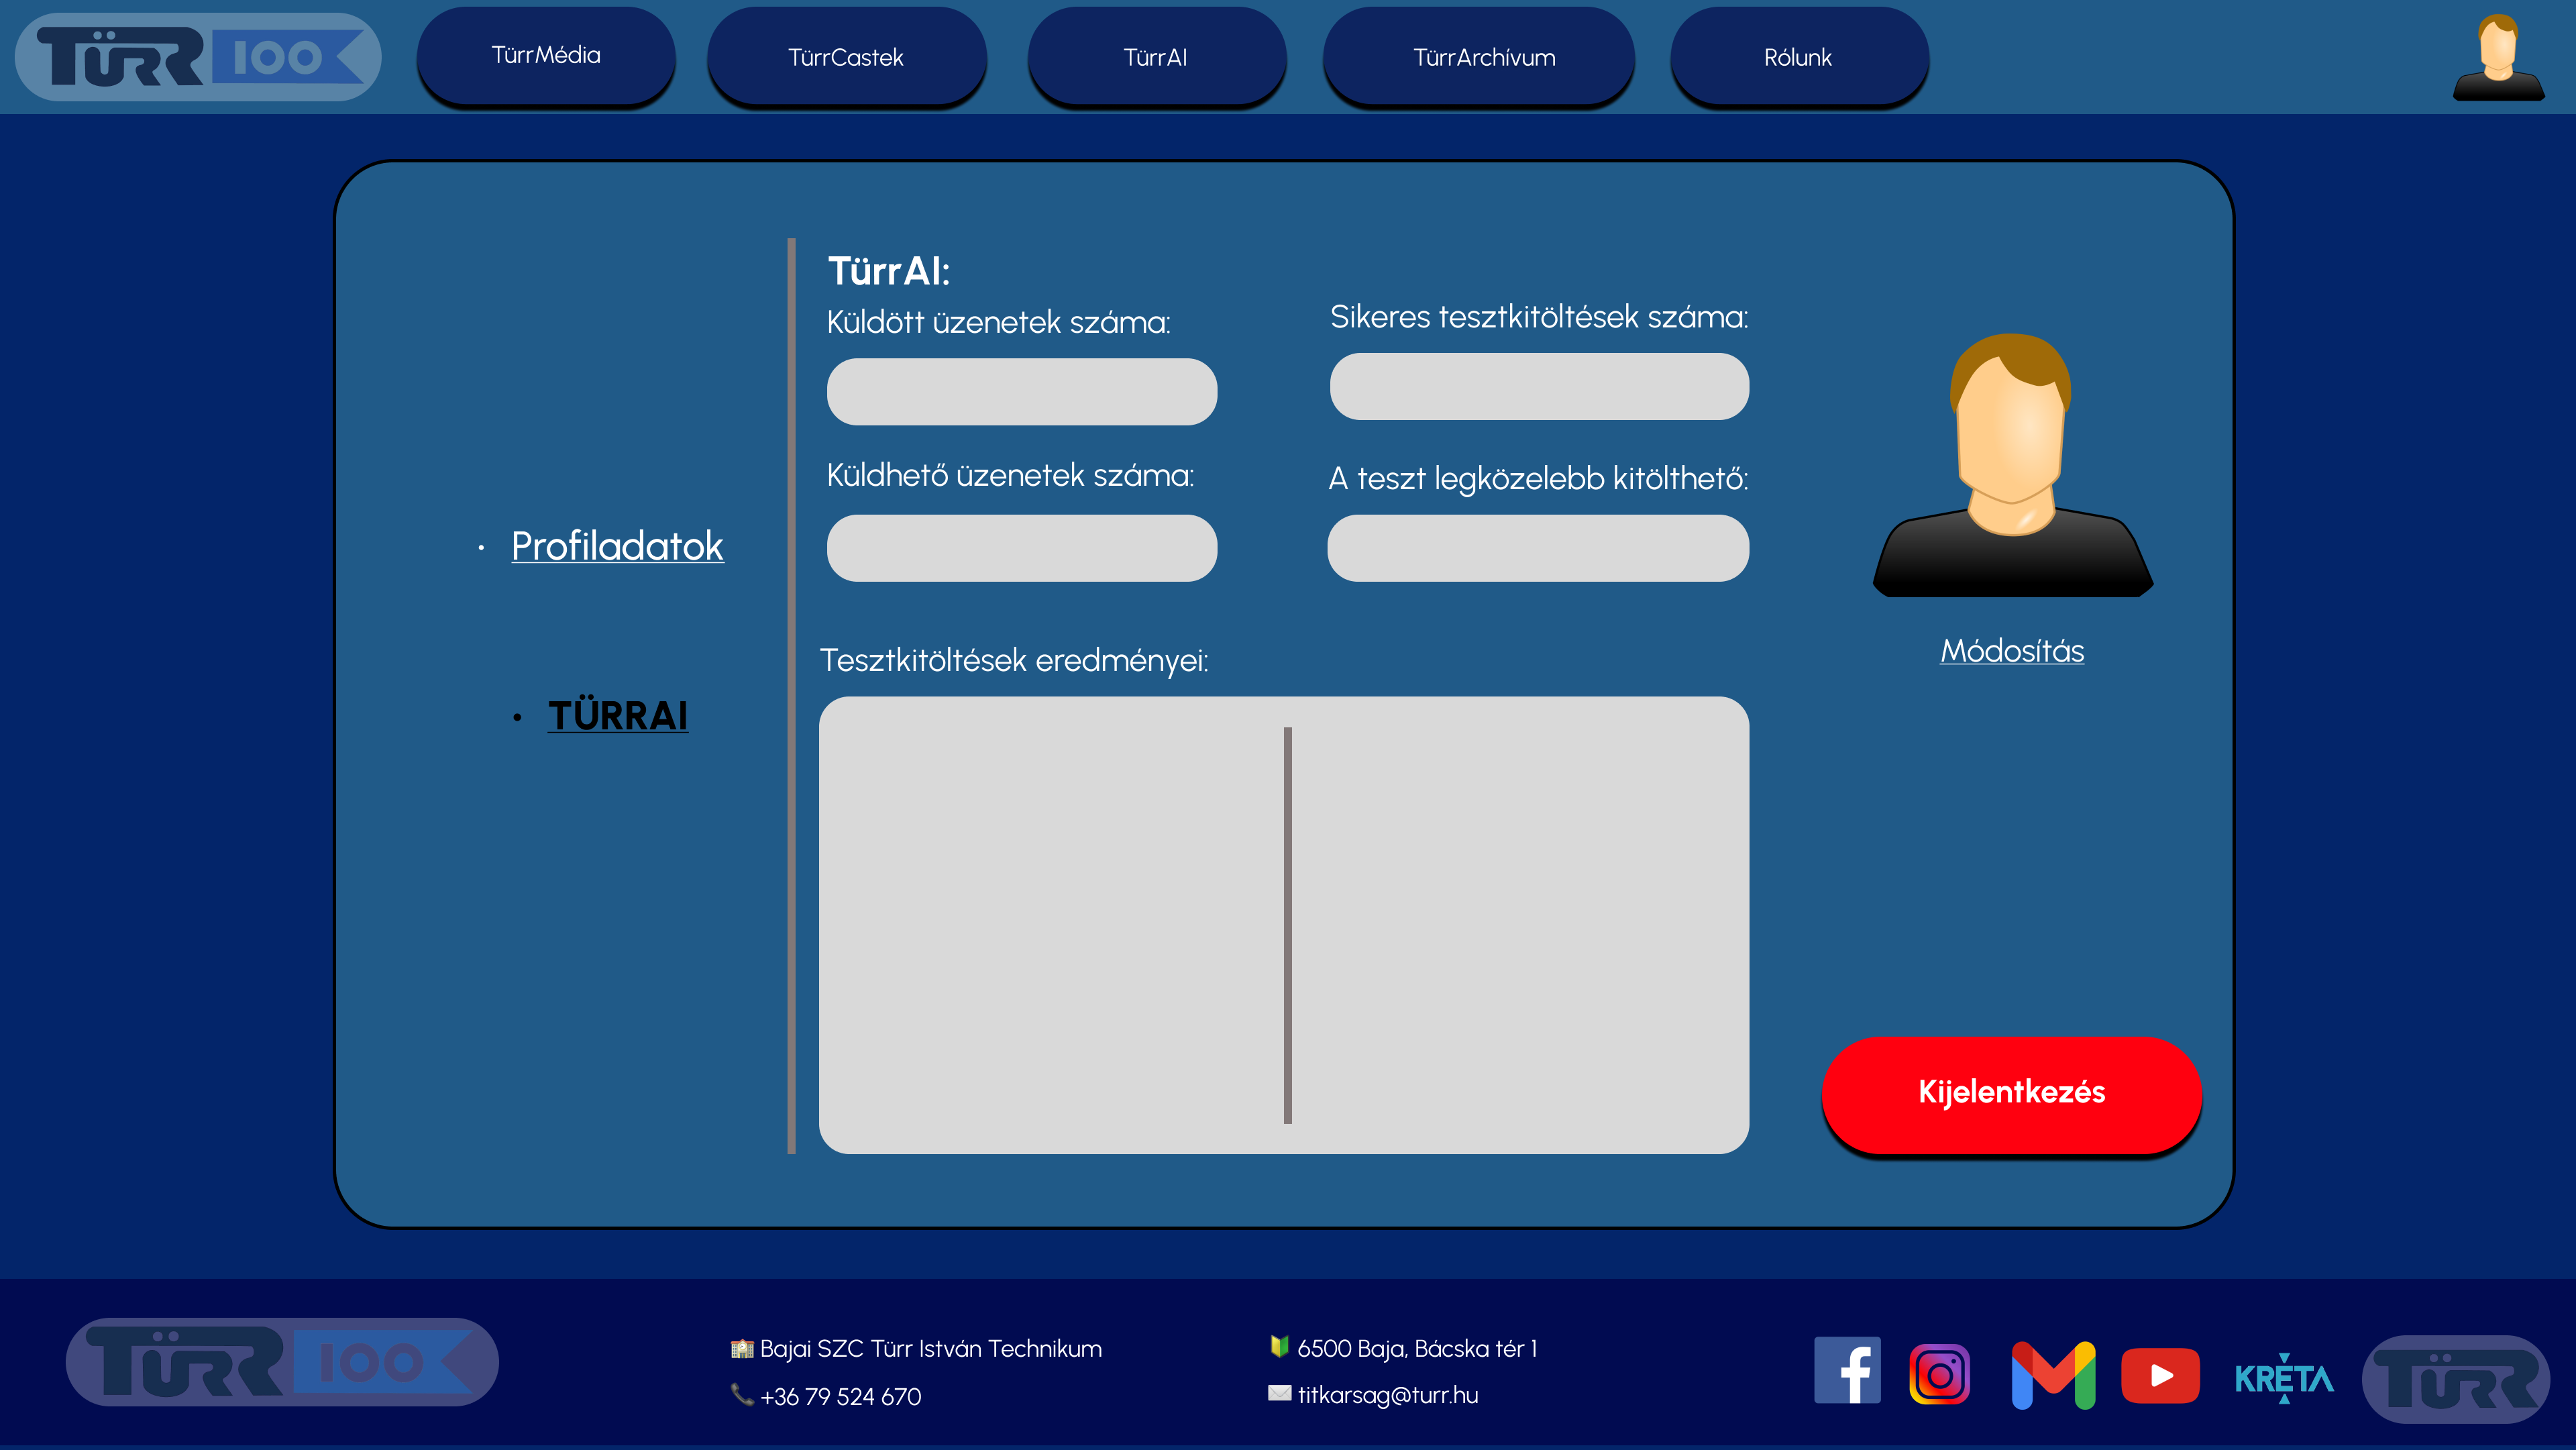 TÜRR 100
TürrMédia
TürrCastek
TürrAI
TürrArchívum
Rólunk
TürrAI:
Küldött üzenetek száma:
Sikeres tesztkitöltések száma:
Küldhető üzenetek száma:
A teszt legközelebb kitölthető:
• Profiladatok
Tesztkitöltések eredményei:
Módosítás
• TÜRRAI
Kijelentkezés
TÜRR 100
Bajai SZC Türr István Technikum
+36 79 524 670
6500 Baja, Bácska tér 1
titkarsag@turr.hu
KRÉTA
TÜRR